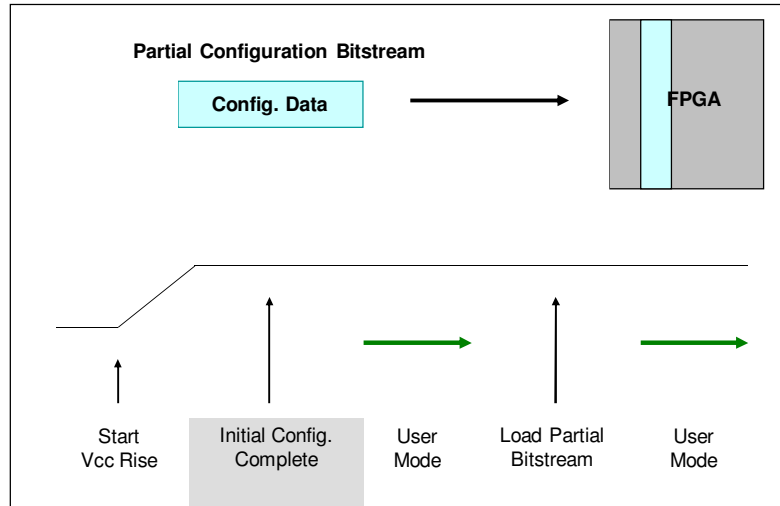 Partial Configuration Bitstream
Config. Data
FPGA
Start
Vcc Rise
Initial Config.
Complete
User
Mode
Load Partial
Bitstream
User
Mode